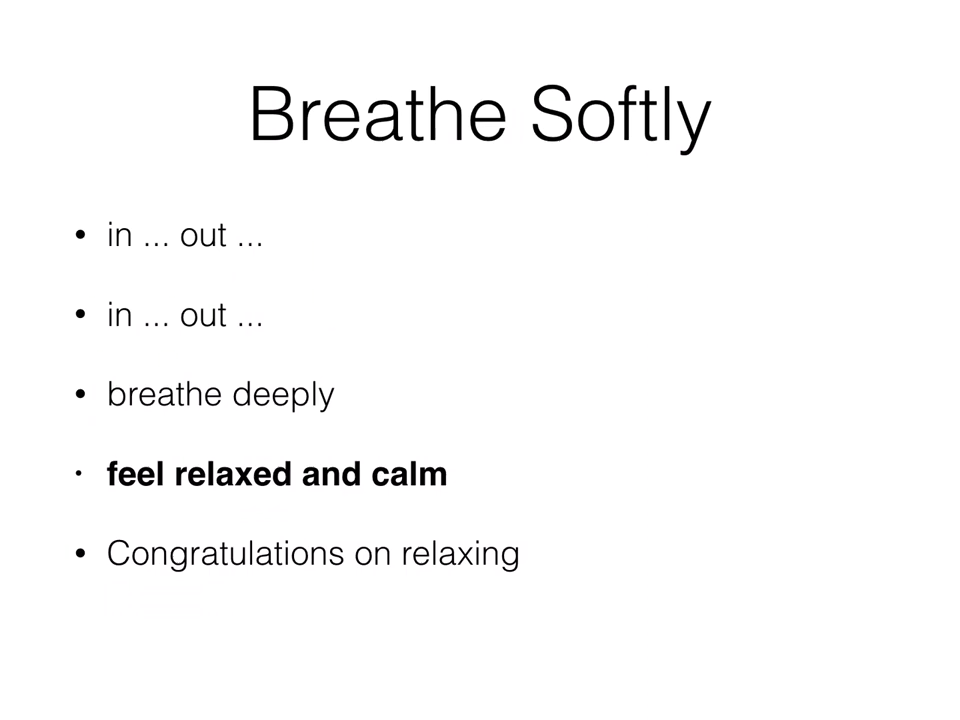 Breathe Softly
• in ... out ...
• in ... out ...
• breathe deeply
• feel relaxed and calm
• Congratulations on relaxing